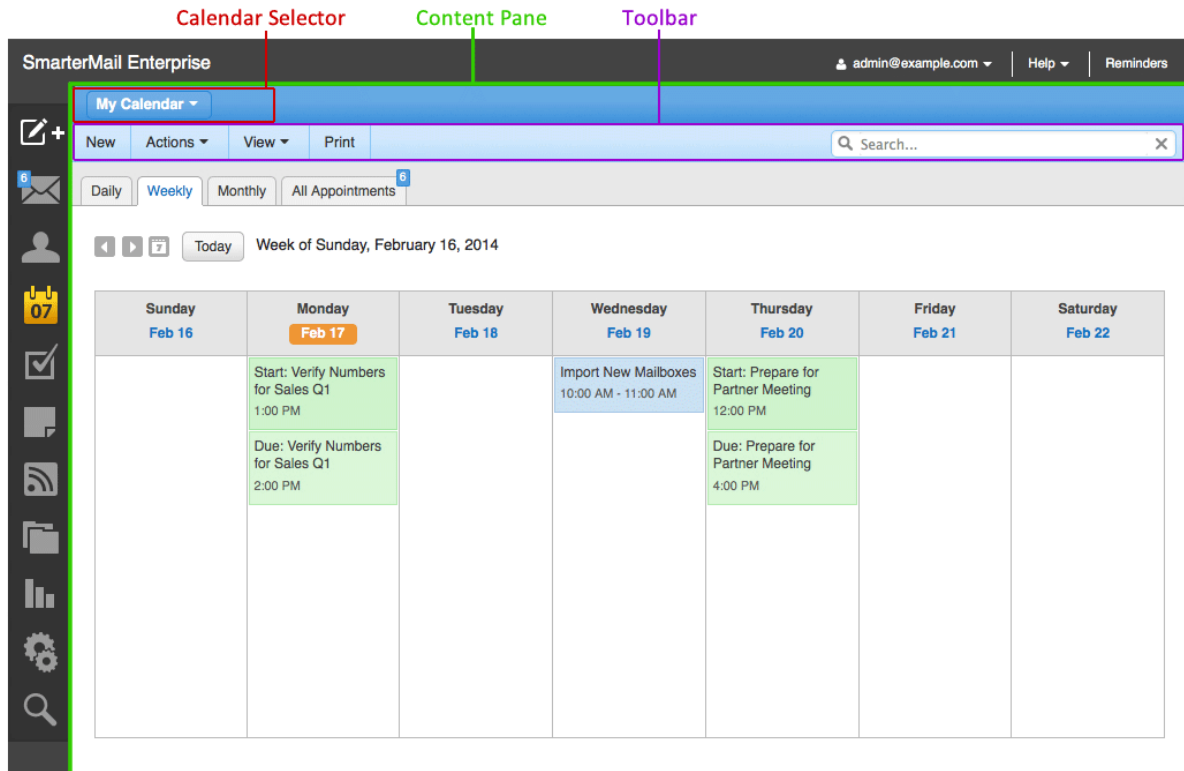 Calendar Selector Content Pane Toolbar
SmarterMail Enterprise admin@example.com Help Reminders
My Calendar
New Actions View Print Search...
6
6
Daily Weekly Monthly All Appointments
7 Today Week of Sunday, February 16, 2014
07
Sunday Monday Tuesday Wednesday Thursday Friday Saturday
Feb 16 Feb 17 Feb 18 Feb 19 Feb 20 Feb 21 Feb 22
Start: Verify Numbers
for Sales Q1
1:00 PM
Due: Verify Numbers
for Sales Q1
2:00 PM
Import New Mailboxes
10:00 AM - 11:00 AM
Start: Prepare for
Partner Meeting
12:00 PM
Due: Prepare for
Partner Meeting
4:00 PM